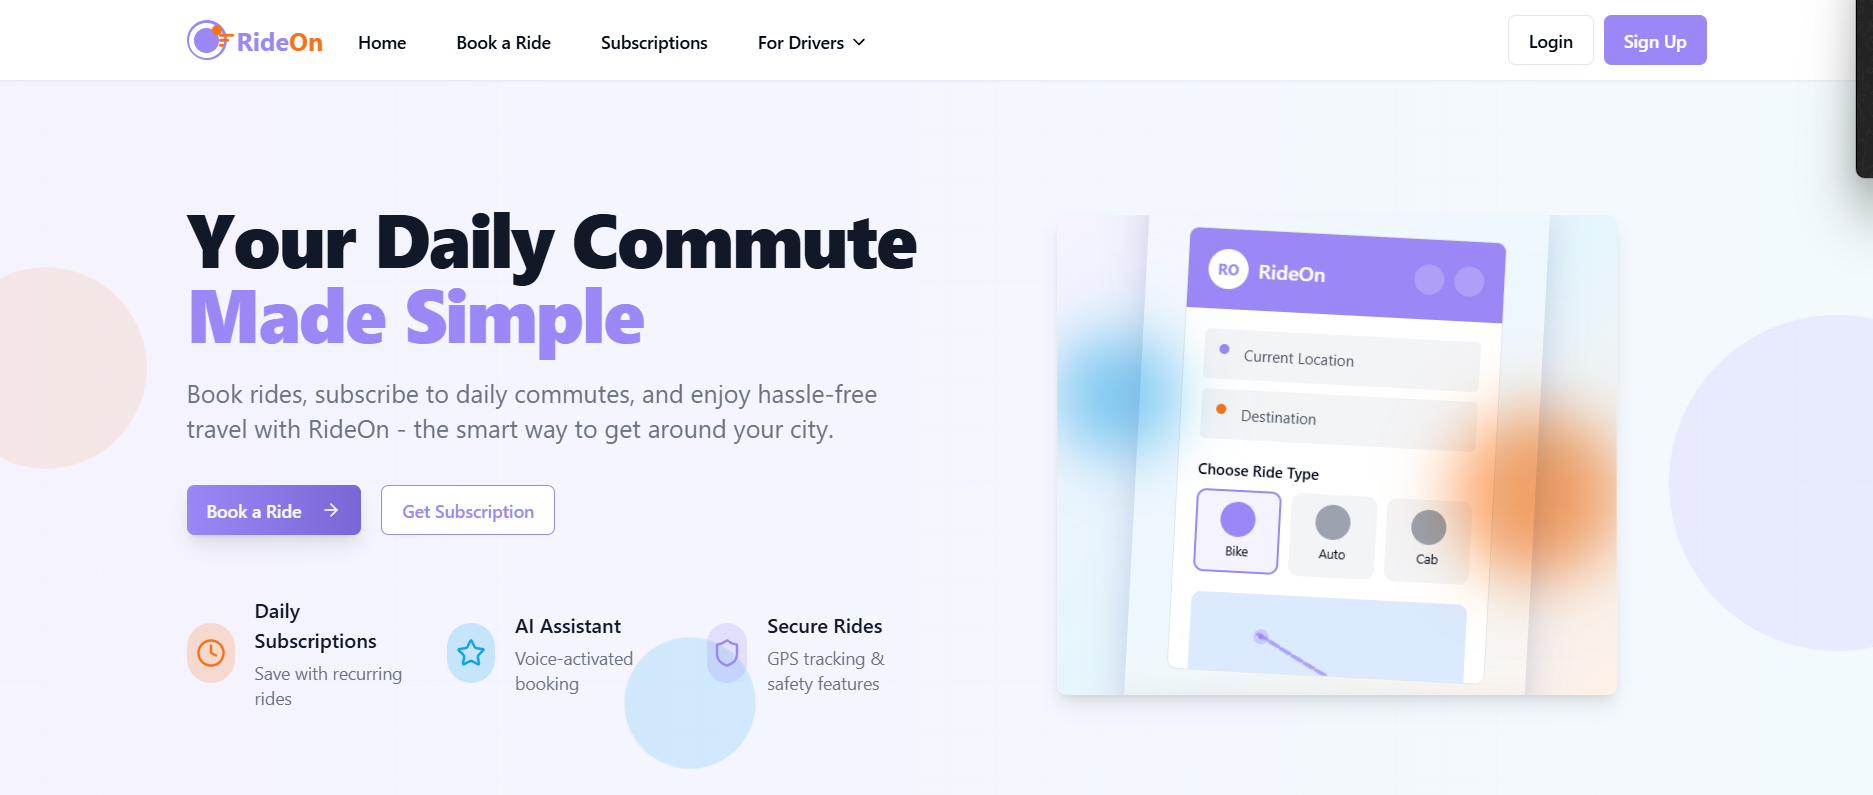 RideOn
Home
Book a Ride
Subscriptions
For Drivers
Login
Sign Up
Your Daily Commute
Made Simple
Book rides, subscribe to daily commutes, and enjoy hassle-free
travel with RideOn - the smart way to get around your city.
Book a Ride
Get Subscription
Daily
Subscriptions
Save with recurring
rides
AI Assistant
Voice-activated
booking
Secure Rides
GPS tracking &
safety features
RO
RideOn
Current Location
Destination
Choose Ride Type
Bike
Auto
Cab